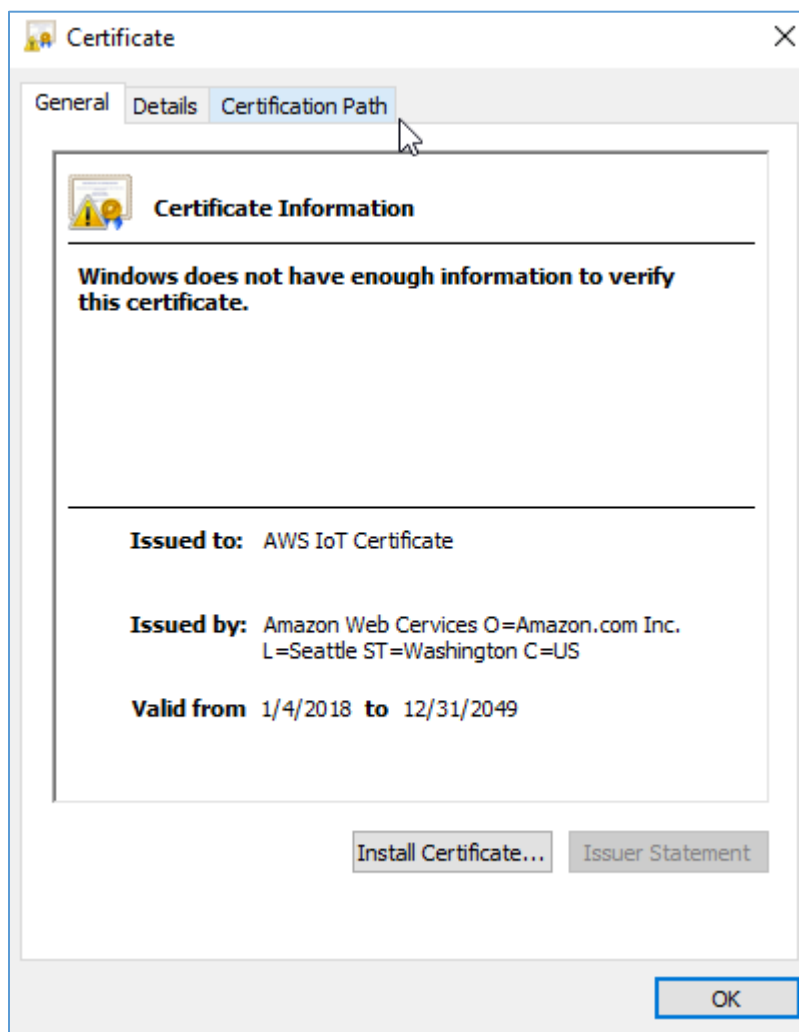 Certificate
General Details Certification Path
Certificate Information
Windows does not have enough information to verify
this certificate.
Issued to: AWS IoT Certificate
Issued by: Amazon Web Cervices O=Amazon.com Inc.
L=Seattle ST=Washington C=US
Valid from 1/4/2018 to 12/31/2049
Install Certificate... Issuer Statement
OK